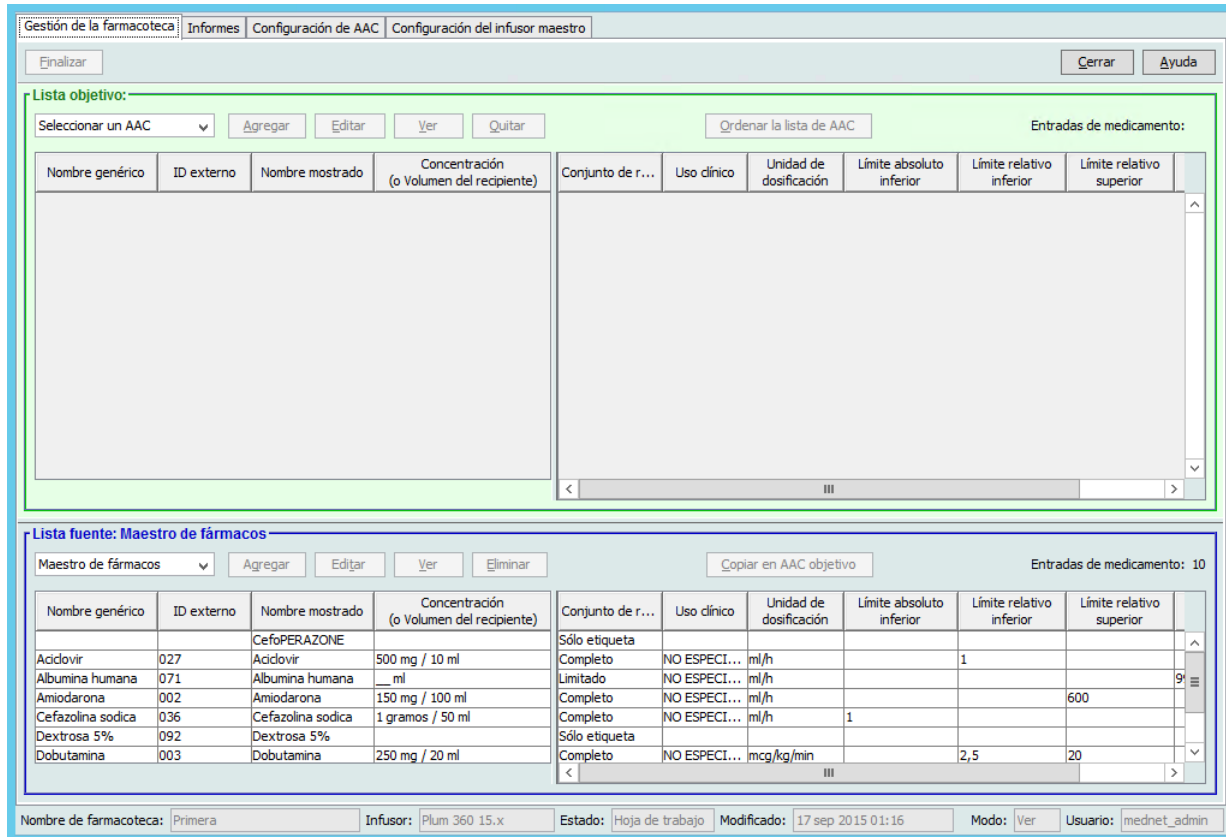 Gestión de la farmacoteca Informes Configuración de AAC Configuración del infusor maestro
Finalizar Cerrar Ayuda
Lista objetivo:
Seleccionar un AAC Agregar Editar Ver Quitar Ordenar la lista de AAC Entradas de medicamento:
Nombre genérico ID externo Nombre mostrado Concentración (o Volumen del recipiente) Conjunto de r... Uso clínico Unidad de dosificación Límite absoluto inferior Límite relativo inferior Límite relativo superior
Lista fuente: Maestro de fármacos
Maestro de fármacos Agregar Editar Ver Eliminar Copiar en AAC objetivo Entradas de medicamento: 10
Nombre genérico ID externo Nombre mostrado Concentración (o Volumen del recipiente) Conjunto de r... Uso clínico Unidad de dosificación Límite absoluto inferior Límite relativo inferior Límite relativo superior
CefoPERAZONE Sólo etiqueta
Aciclovir 027 Aciclovir 500 mg / 10 ml Completo NO ESPECI... ml/h 1
Albumina humana 071 Albumina humana __ ml Limitado NO ESPECI... ml/h
Amiodarona 002 Amiodarona 150 mg / 100 ml Completo NO ESPECI... ml/h 600
Cefazolina sodica 036 Cefazolina sodica 1 gramos / 50 ml Completo NO ESPECI... ml/h 1
Dextrosa 5% 092 Dextrosa 5% Sólo etiqueta
Dobutamina 003 Dobutamina 250 mg / 20 ml Completo NO ESPECI... mcg/kg/min 2,5 20
Nombre de farmacoteca: Primera Infusor: Plum 360 15.x Estado: Hoja de trabajo Modificado: 17 sep 2015 01:16 Modo: Ver Usuario: mednet_admin